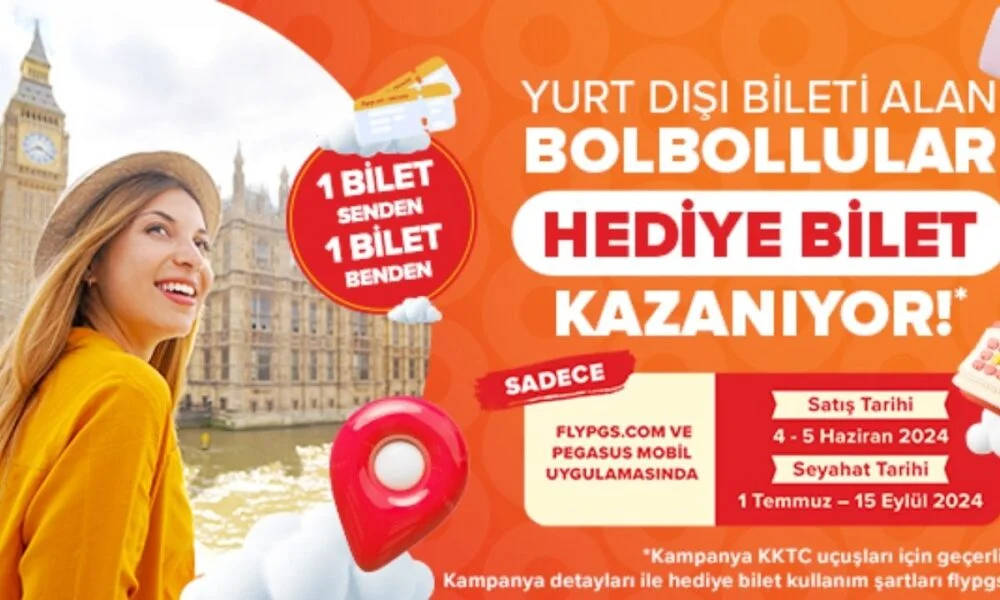 1 BİLET
SENDEN
1 BİLET
BENDEN
YURT DIŞI BİLETİ ALAN
BOLBOLLULAR
HEDİYE BİLET
KAZANIYOR!*
SADECE
FLYPGS.COM VE
PEGASUS MOBİL
UYGULAMASINDA
Satış Tarihi
4 - 5 Haziran 2024
Seyahat Tarihi
1 Temmuz – 15 Eylül 2024
*Kampanya KKTC uçuşları için geçerli
Kampanya detayları ile hediye bilet kullanım şartları flypgs